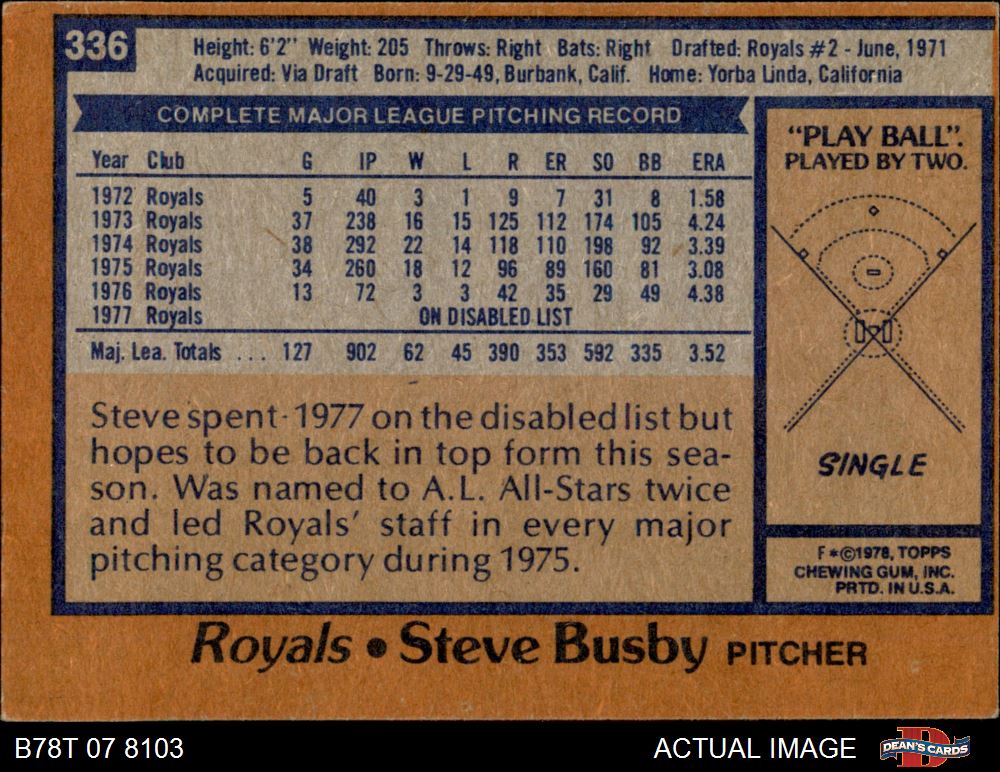 336
Height: 6'2" Weight: 205 Throws: Right Bats: Right Drafted: Royals #2 - June, 1971
Acquired: Via Draft Born: 9-29-49, Burbank, Calif. Home: Yorba Linda, California
COMPLETE MAJOR LEAGUE PITCHING RECORD
Year Club G IP W L R ER SO BB ERA
1972 Royals 5 40 3 1 9 7 31 8 1.58
1973 Royals 37 238 16 15 125 112 174 105 4.24
1974 Royals 38 292 22 14 118 110 198 92 3.39
1975 Royals 34 260 18 12 96 89 160 81 3.08
1976 Royals 13 72 3 3 42 35 29 49 4.38
1977 Royals ON DISABLED LIST
Maj. Lea. Totals ... 127 902 62 45 390 353 592 335 3.52
Steve spent 1977 on the disabled list but
hopes to be back in top form this sea-
son. Was named to A.L. All-Stars twice
and led Royals' staff in every major
pitching category during 1975.
"PLAY BALL".
PLAYED BY TWO.
SINGLE
F*©1978, TOPPS
CHEWING GUM, INC.
PRTD. IN U.S.A.
Royals • Steve Busby PITCHER
B78T 07 8103
ACTUAL IMAGE
DEAN'S CARDS